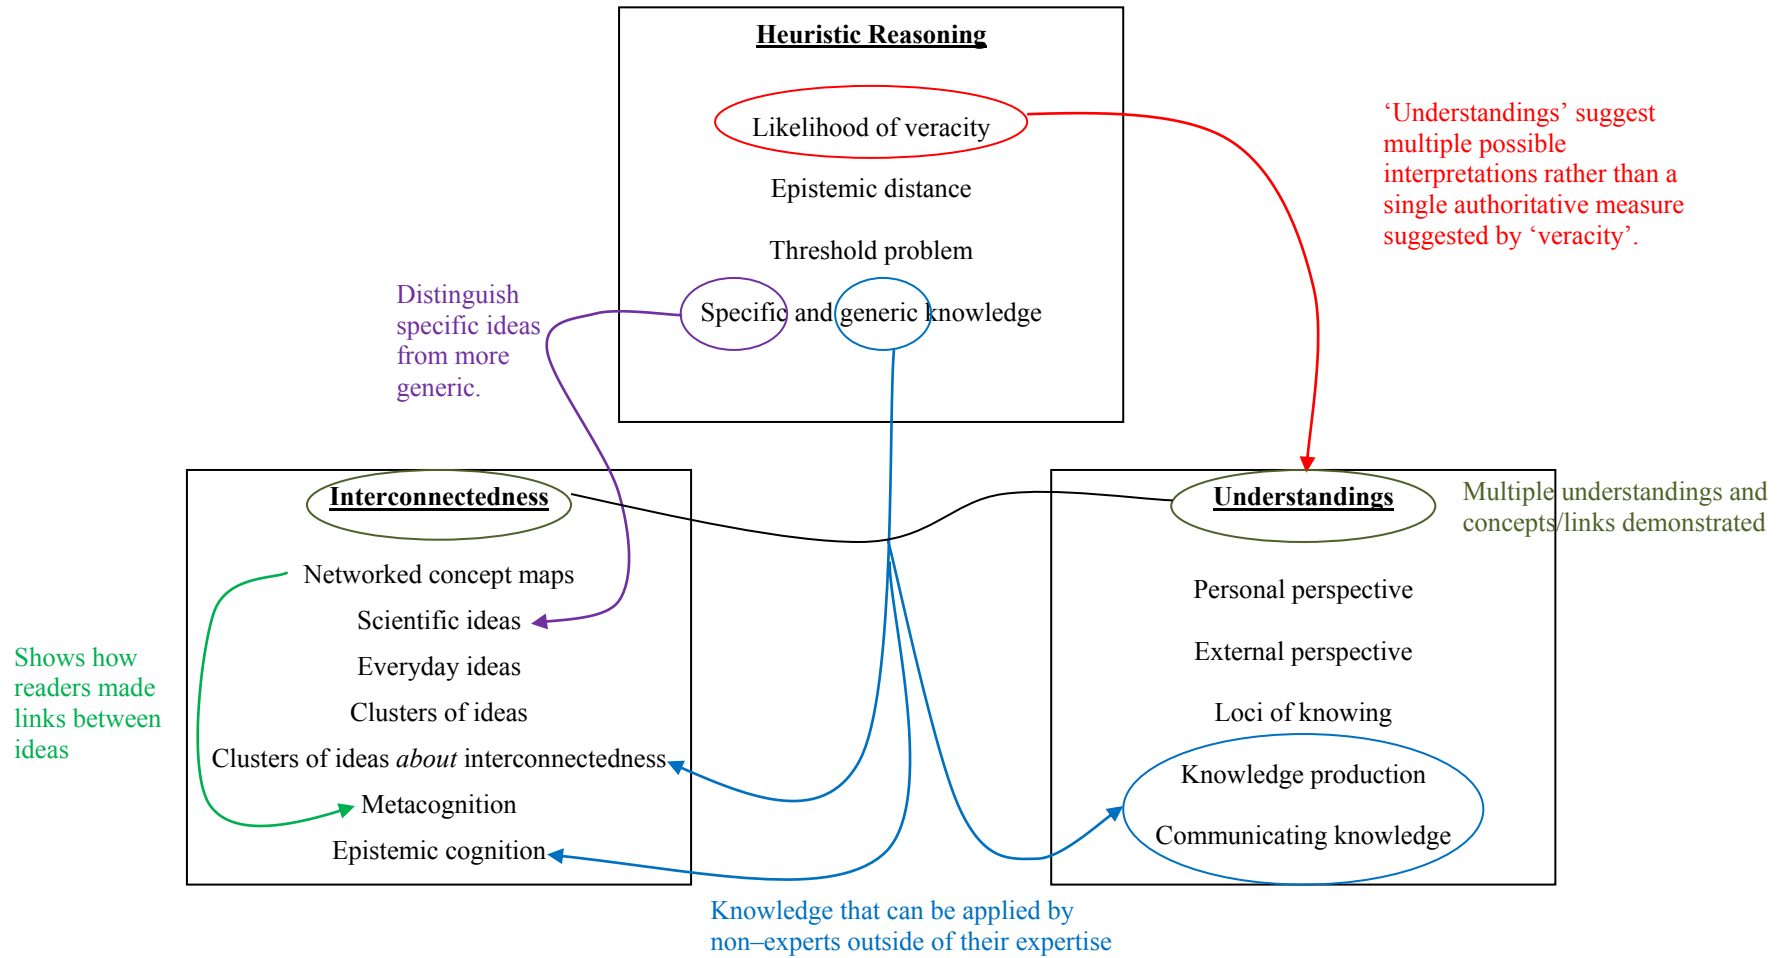 Heuristic Reasoning
Likelihood of veracity
Epistemic distance
Threshold problem
Specific and generic knowledge
‘Understandings’ suggest
multiple possible
interpretations rather than a
single authoritative measure
suggested by ‘veracity’.
Distinguish
specific ideas
from more
generic.
Interconnectedness
Networked concept maps
Scientific ideas
Everyday ideas
Clusters of ideas
Clusters of ideas about interconnectedness
Metacognition
Epistemic cognition
Understandings
Personal perspective
External perspective
Loci of knowing
Knowledge production
Communicating knowledge
Multiple understandings and
concepts/links demonstrated
Shows how
readers made
links between
ideas
Knowledge that can be applied by
non–experts outside of their expertise